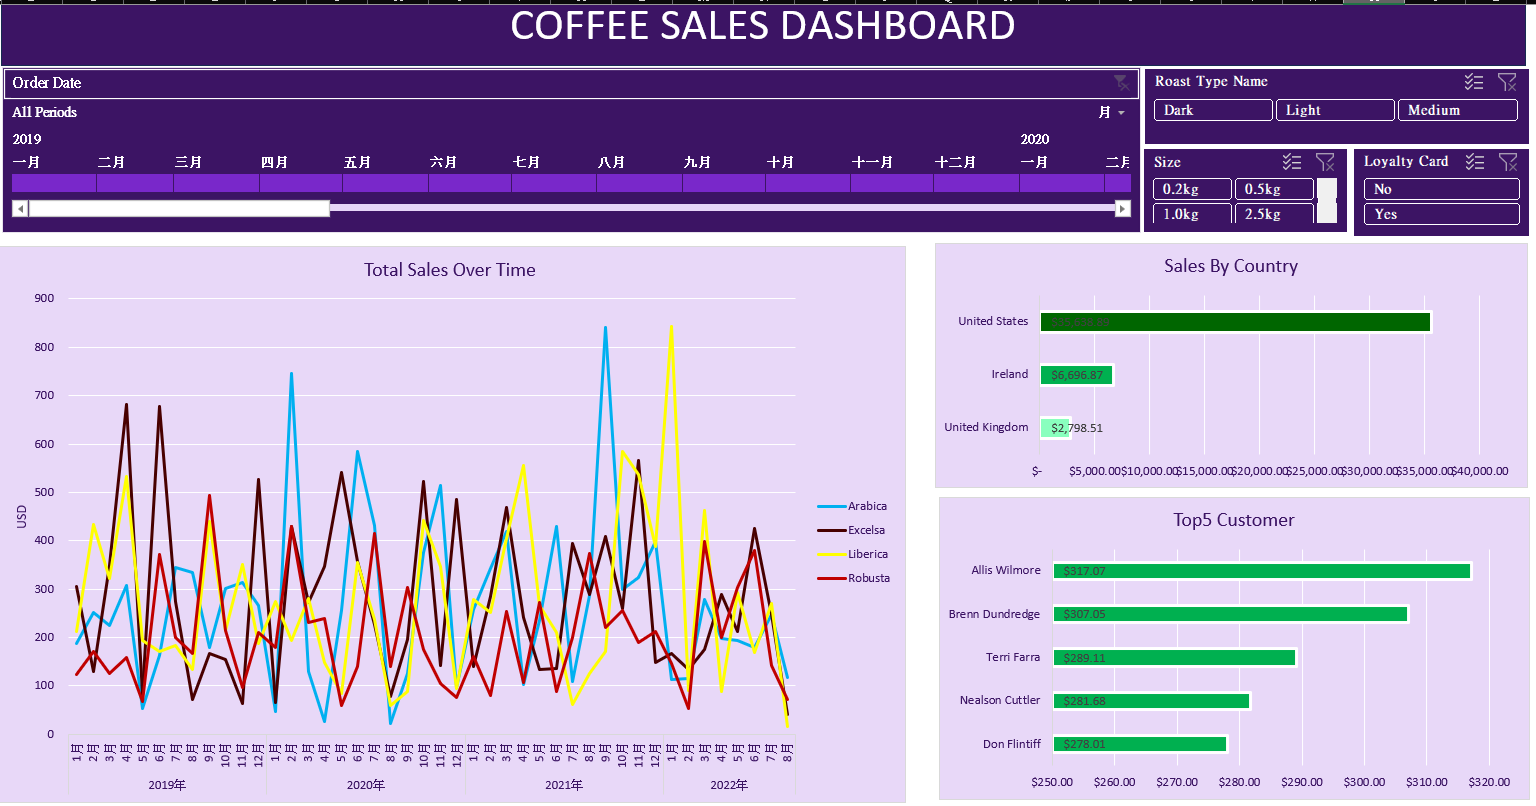 COFFEE SALES DASHBOARD
Order Date
All Periods
月
2019
2020
一月 二月 三月 四月 五月 六月 七月 八月 九月 十月 十一月 十二月 一月
Roast Type Name
Dark Light Medium
Size
0.2kg 0.5kg
1.0kg 2.5kg
Loyalty Card
No
Yes
Total Sales Over Time
900
800
700
600
500
400
300
200
100
0
USD
1月 2月 3月 4月 5月 6月 7月 8月 9月 10月 11月 12月 1月 2月 3月 4月 5月 6月 7月 8月 9月 10月 11月 12月 1月 2月 3月 4月 5月 6月 7月 8月 9月 10月 11月 12月 1月 2月 3月 4月 5月 6月 7月 8月
2019年 2020年 2021年 2022年
Arabica
Excelsa
Liberica
Robusta
Sales By Country
United States
Ireland $6,696.87
United Kingdom $2,798.51
$- $5,000.00 $10,000.00 $15,000.00 $20,000.00 $25,000.00 $30,000.00 $35,000.00 $40,000.00
Top5 Customer
Allis Wilmore $317.07
Brenn Dundredge $307.05
Terri Farra $289.11
Nealson Cuttler $281.68
Don Flintiff $278.01
$250.00 $260.00 $270.00 $280.00 $290.00 $300.00 $310.00 $320.00